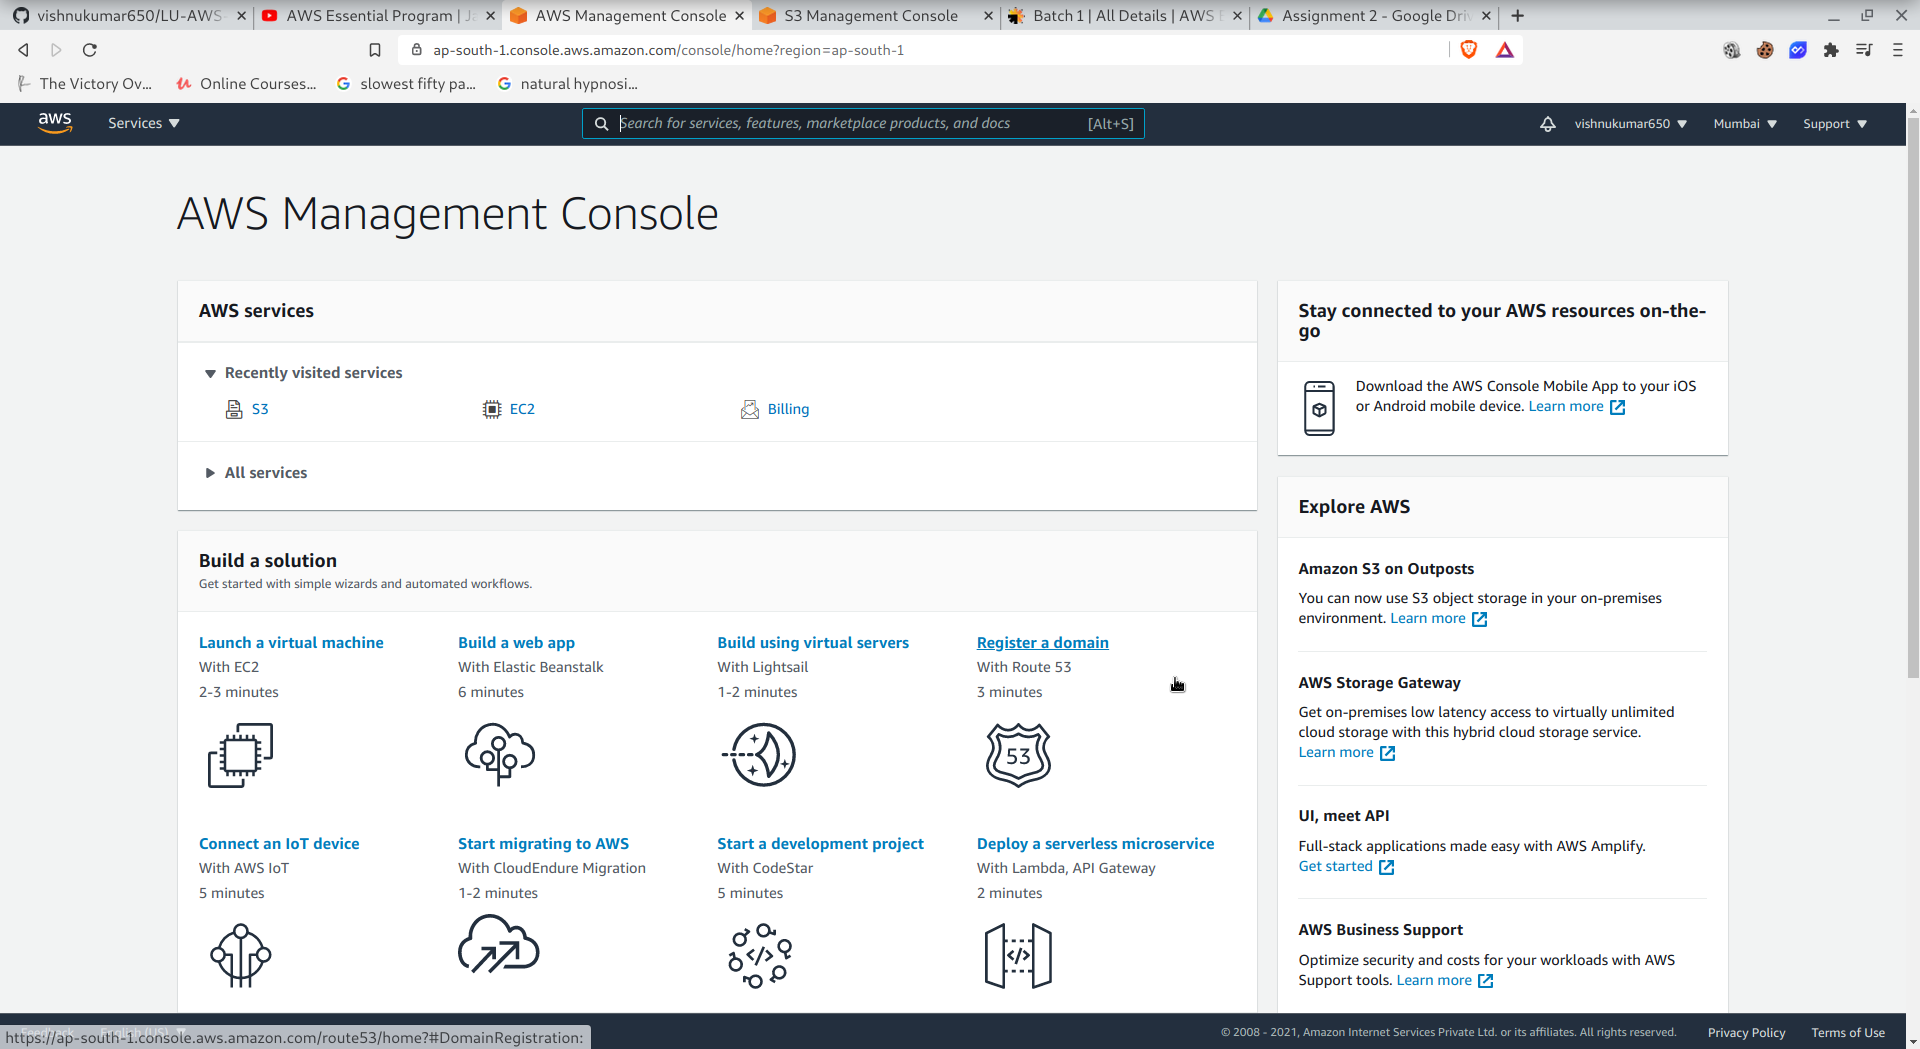 vishnukumar650/LU-AWS-
AWS Essential Program | Ja
AWS Management Console
S3 Management Console
Batch 1 | All Details | AWS E
Assignment 2 - Google Driv
ap-south-1.console.aws.amazon.com/console/home?region=ap-south-1
The Victory Ov...
Online Courses...
slowest fifty pa...
natural hypnosi...
aws
Services
Search for services, features, marketplace products, and docs
[Alt+S]
vishnukumar650
Mumbai
Support
AWS Management Console
AWS services
Recently visited services
S3
EC2
Billing
All services
Build a solution
Get started with simple wizards and automated workflows.
Launch a virtual machine
With EC2
2-3 minutes
Build a web app
With Elastic Beanstalk
6 minutes
Build using virtual servers
With Lightsail
1-2 minutes
Register a domain
With Route 53
3 minutes
53
Connect an IoT device
With AWS IoT
5 minutes
Start migrating to AWS
With CloudEndure Migration
1-2 minutes
Start a development project
With CodeStar
5 minutes
</>
Deploy a serverless microservice
With Lambda, API Gateway
2 minutes
</>
Stay connected to your AWS resources on-the-
go
Download the AWS Console Mobile App to your iOS
or Android mobile device. Learn more
Explore AWS
Amazon S3 on Outposts
You can now use S3 object storage in your on-premises
environment. Learn more
AWS Storage Gateway
Get on-premises low latency access to virtually unlimited
cloud storage with this hybrid cloud storage service.
Learn more
UI, meet API
Full-stack applications made easy with AWS Amplify.
Get started
AWS Business Support
Optimize security and costs for your workloads with AWS
Support tools. Learn more
Feedback
English (US)
https://ap-south-1.console.aws.amazon.com/route53/home?#DomainRegistration:
© 2008 - 2021, Amazon Internet Services Private Ltd. or its affiliates. All rights reserved.
Privacy Policy
Terms of Use